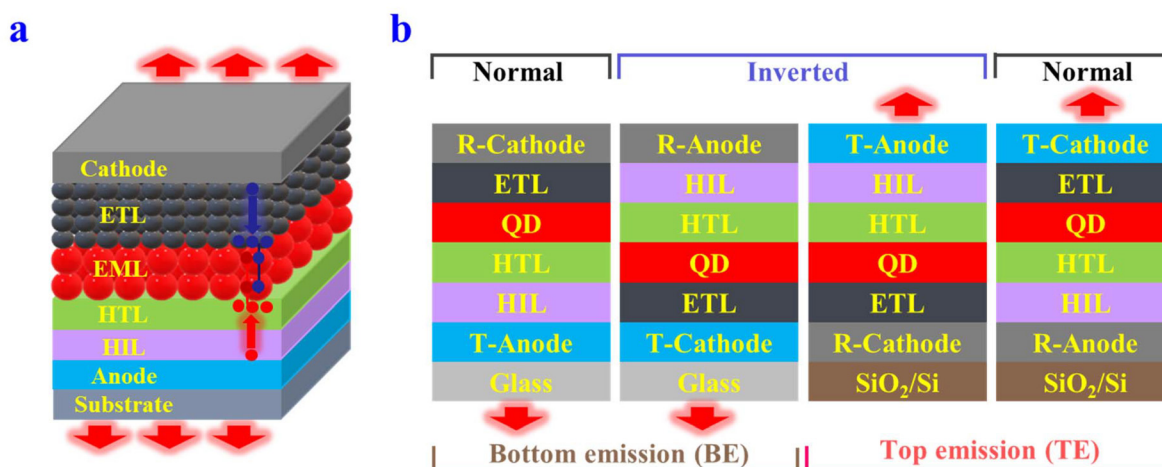 a
Cathode
ETL
EML
HTL
HIL
Anode
Substrate
b
Normal Inverted Normal
R-Cathode R-Anode T-Anode T-Cathode
ETL HIL HIL ETL
QD HTL HTL QD
HTL QD QD HTL
HIL ETL ETL HIL
T-Anode T-Cathode R-Cathode R-Anode
Glass Glass SiO₂/Si SiO₂/Si
Bottom emission (BE) Top emission (TE)